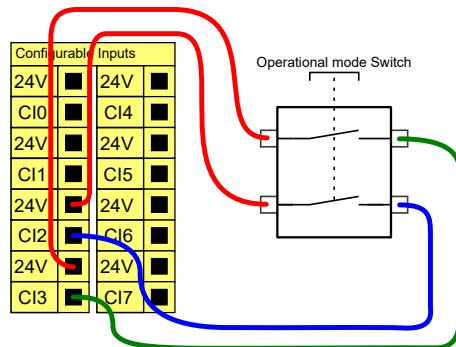 Configurable Inputs
Operational mode Switch
24V 24V
CI0 CI4
24V 24V
CI1 CI5
24V 24V
CI2 CI6
24V 24V
CI3 CI7